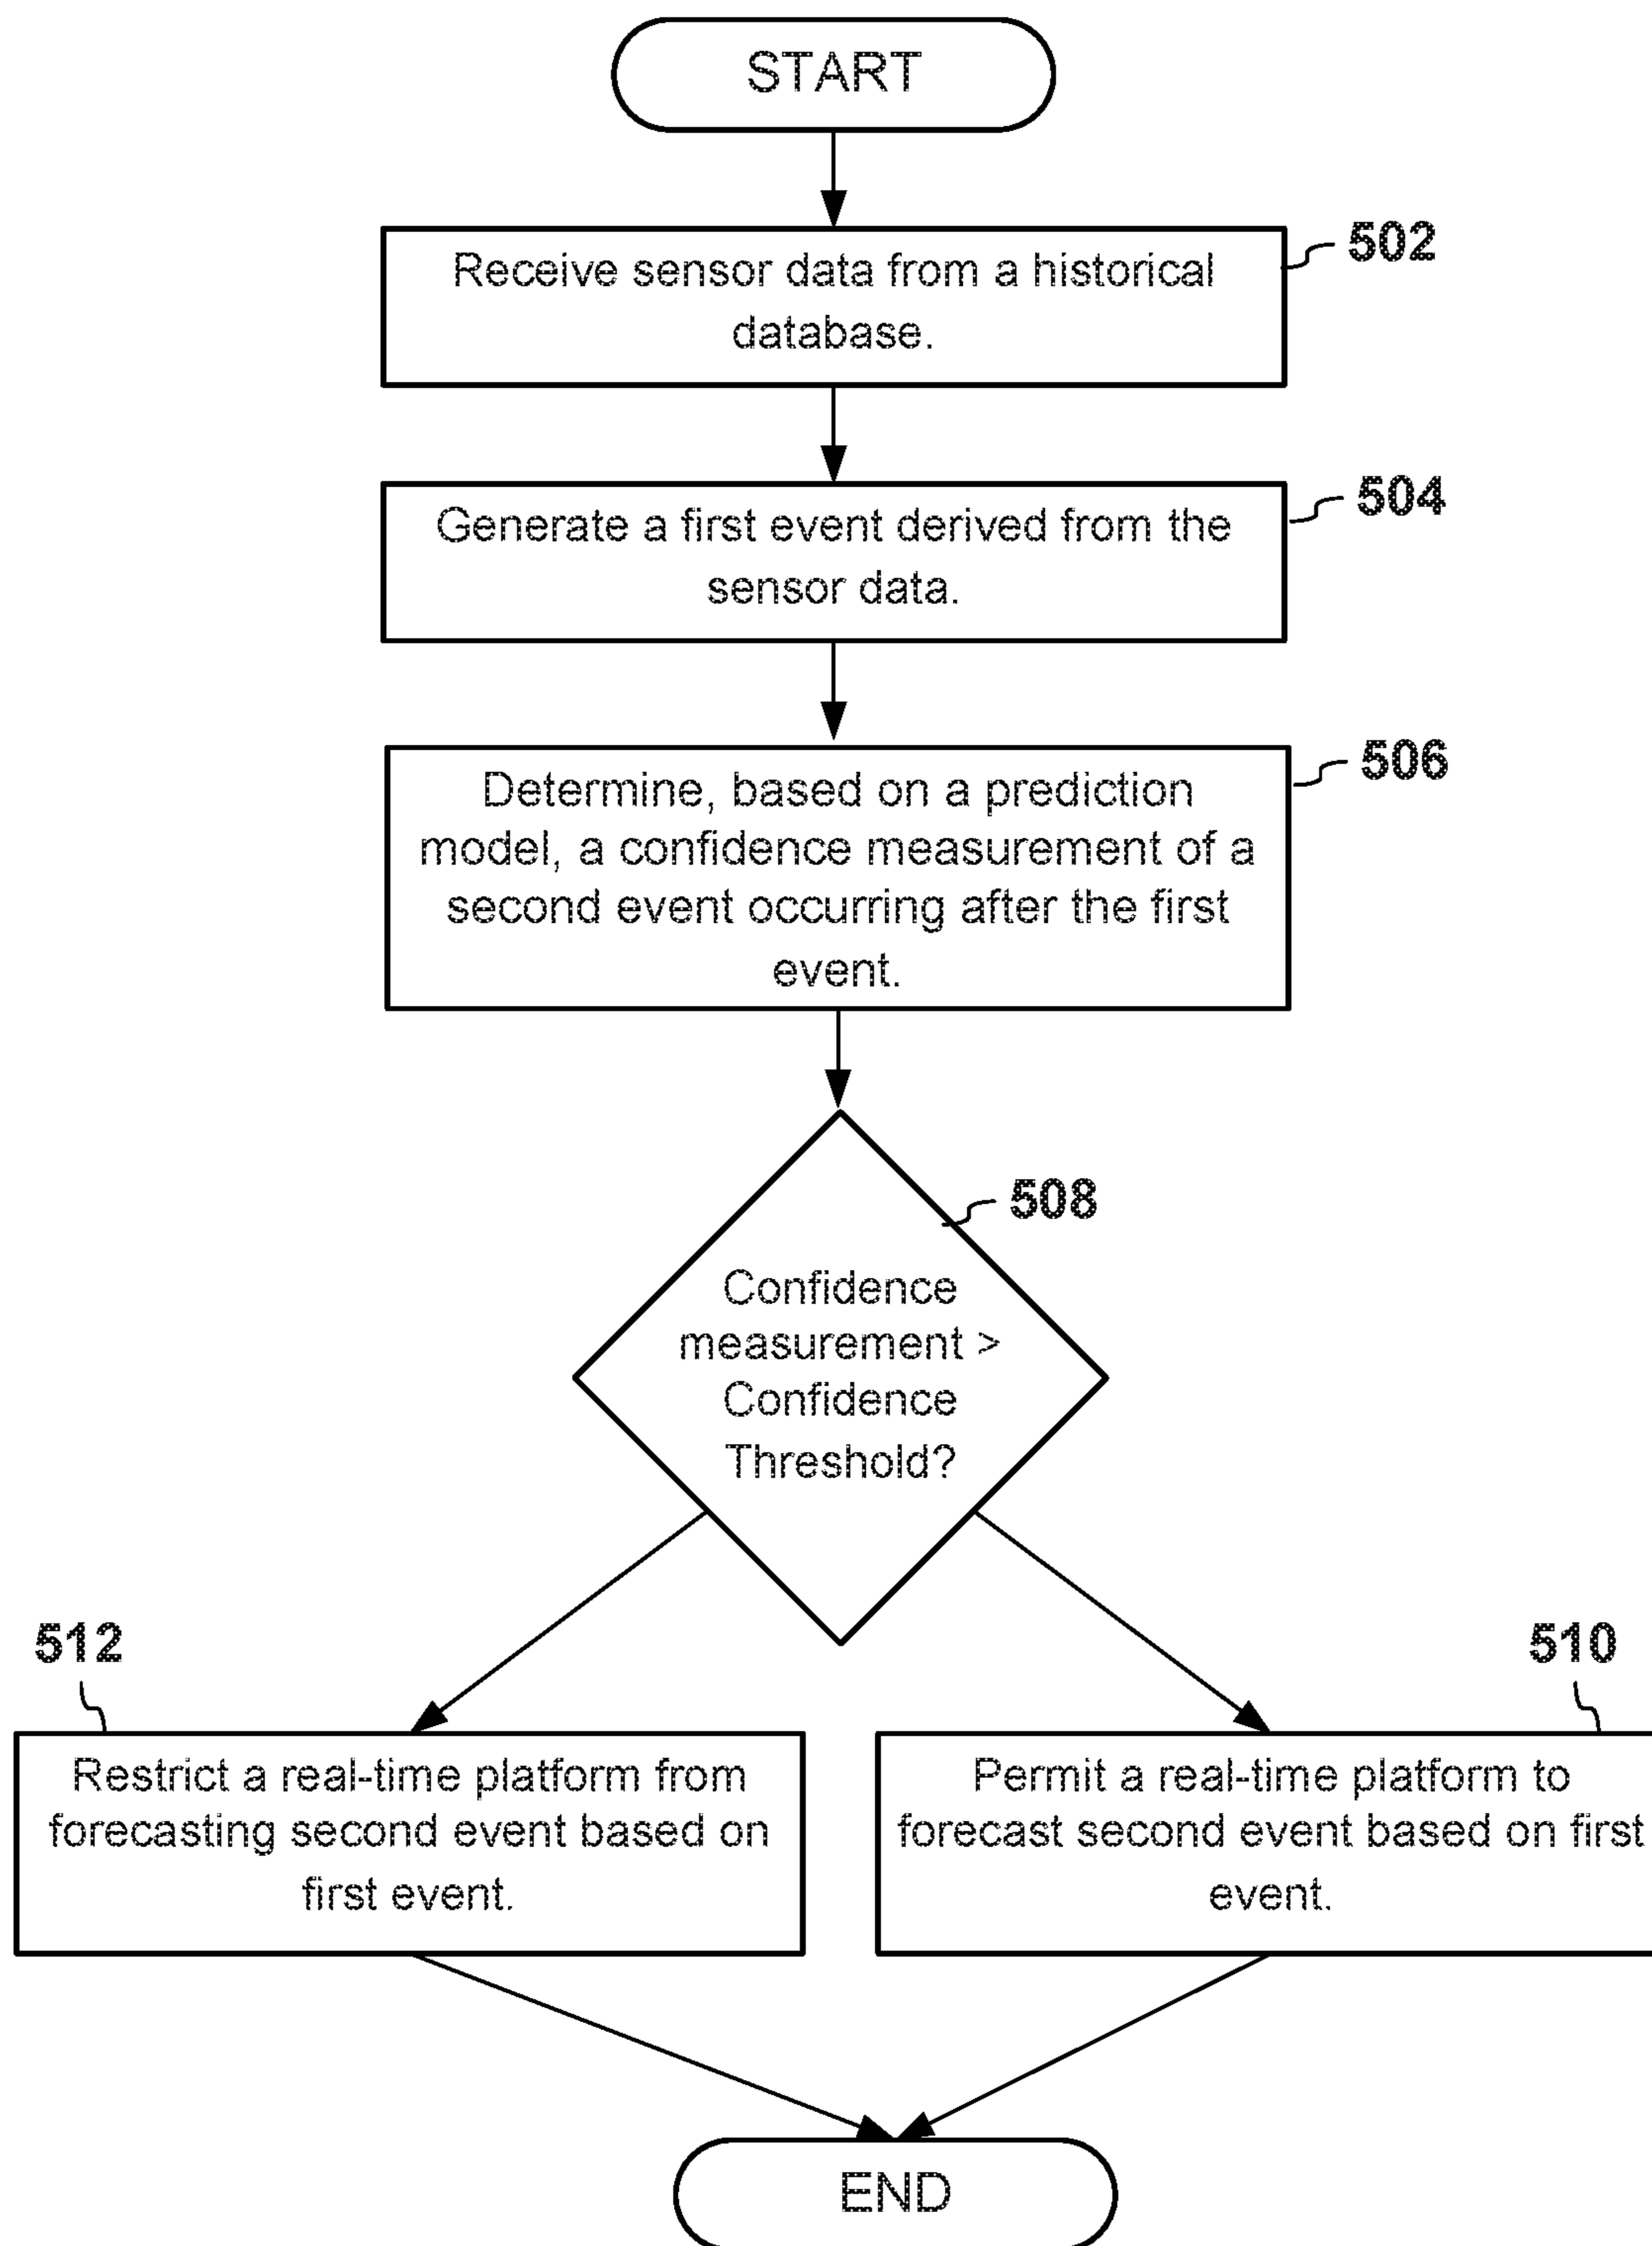 START
Receive sensor data from a historical
database.
502
Generate a first event derived from the
sensor data.
504
Determine, based on a prediction
model, a confidence measurement of a
second event occurring after the first
event.
506
508
Confidence
measurement >
Confidence
Threshold?
512
Restrict a real-time platform from
forecasting second event based on
first event.
510
Permit a real-time platform to
forecast second event based on first
event.
END